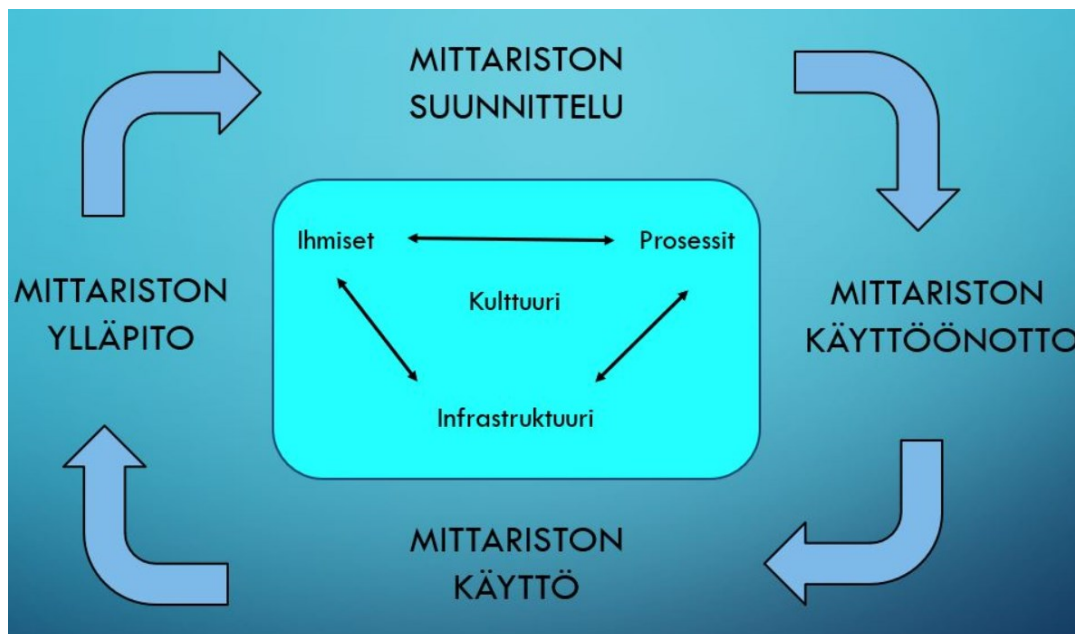 MITTARISTON
SUUNNITTELU
Ihmiset
Prosessit
Kulttuuri
Infrastruktuuri
MITTARISTON
YLLÄPITO
MITTARISTON
KÄYTTÖÖNOTTO
MITTARISTON
KÄYTTÖ